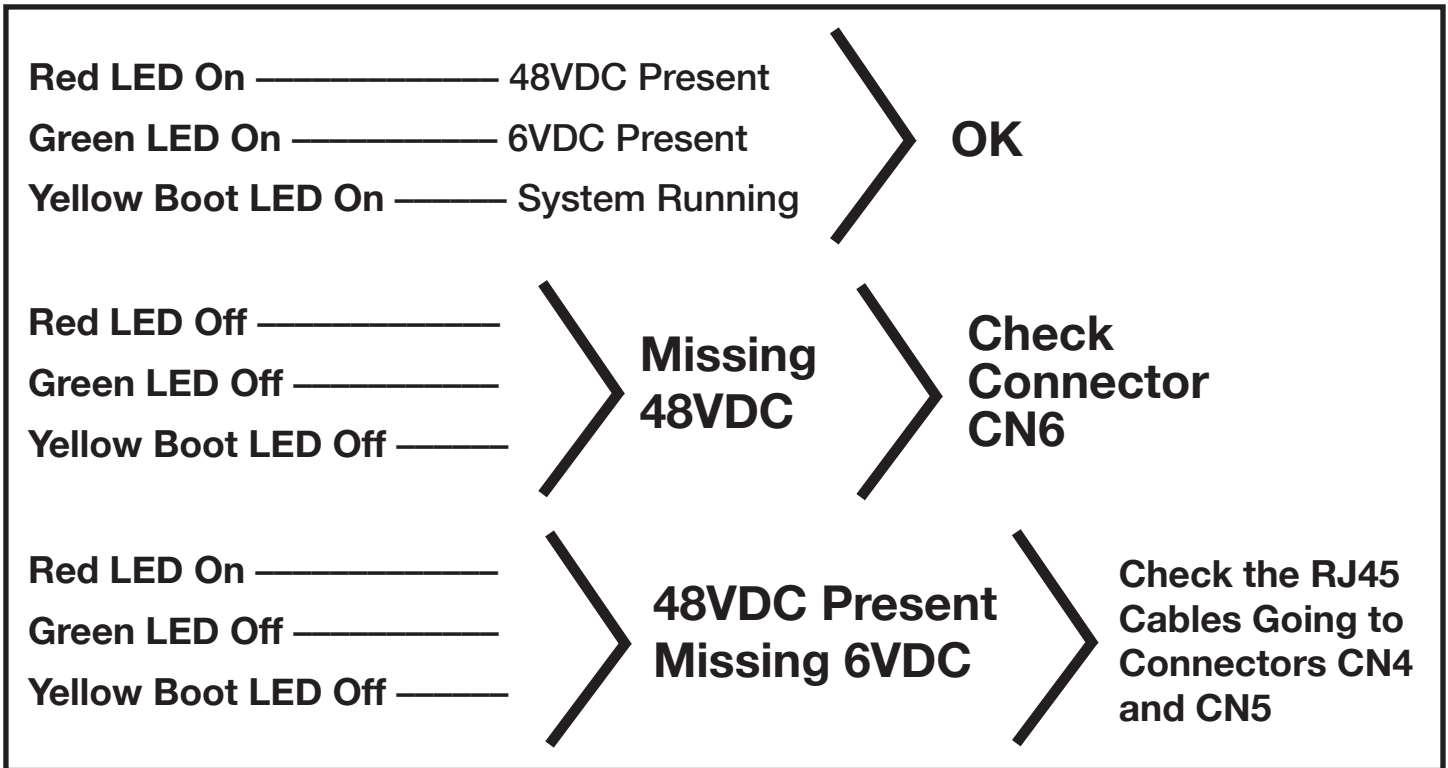 Red LED On 48VDC Present
Green LED On 6VDC Present
Yellow Boot LED On System Running
OK
Red LED Off
Green LED Off
Yellow Boot LED Off
Missing
48VDC
Check
Connector
CN6
Red LED On
Green LED Off
Yellow Boot LED Off
48VDC Present
Missing 6VDC
Check the RJ45
Cables Going to
Connectors CN4
and CN5